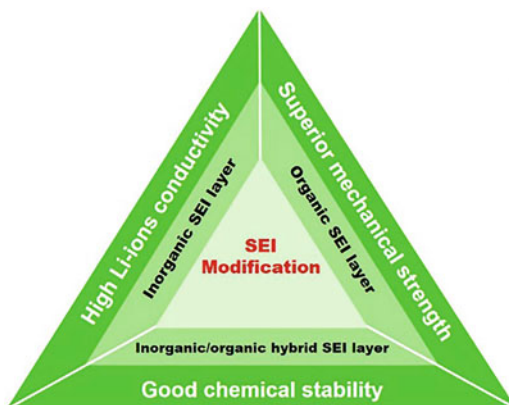 High Li-ions conductivity
Superior mechanical strength
Inorganic SEI layer
Organic SEI layer
SEI
Modification
Inorganic/organic hybrid SEI layer
Good chemical stability